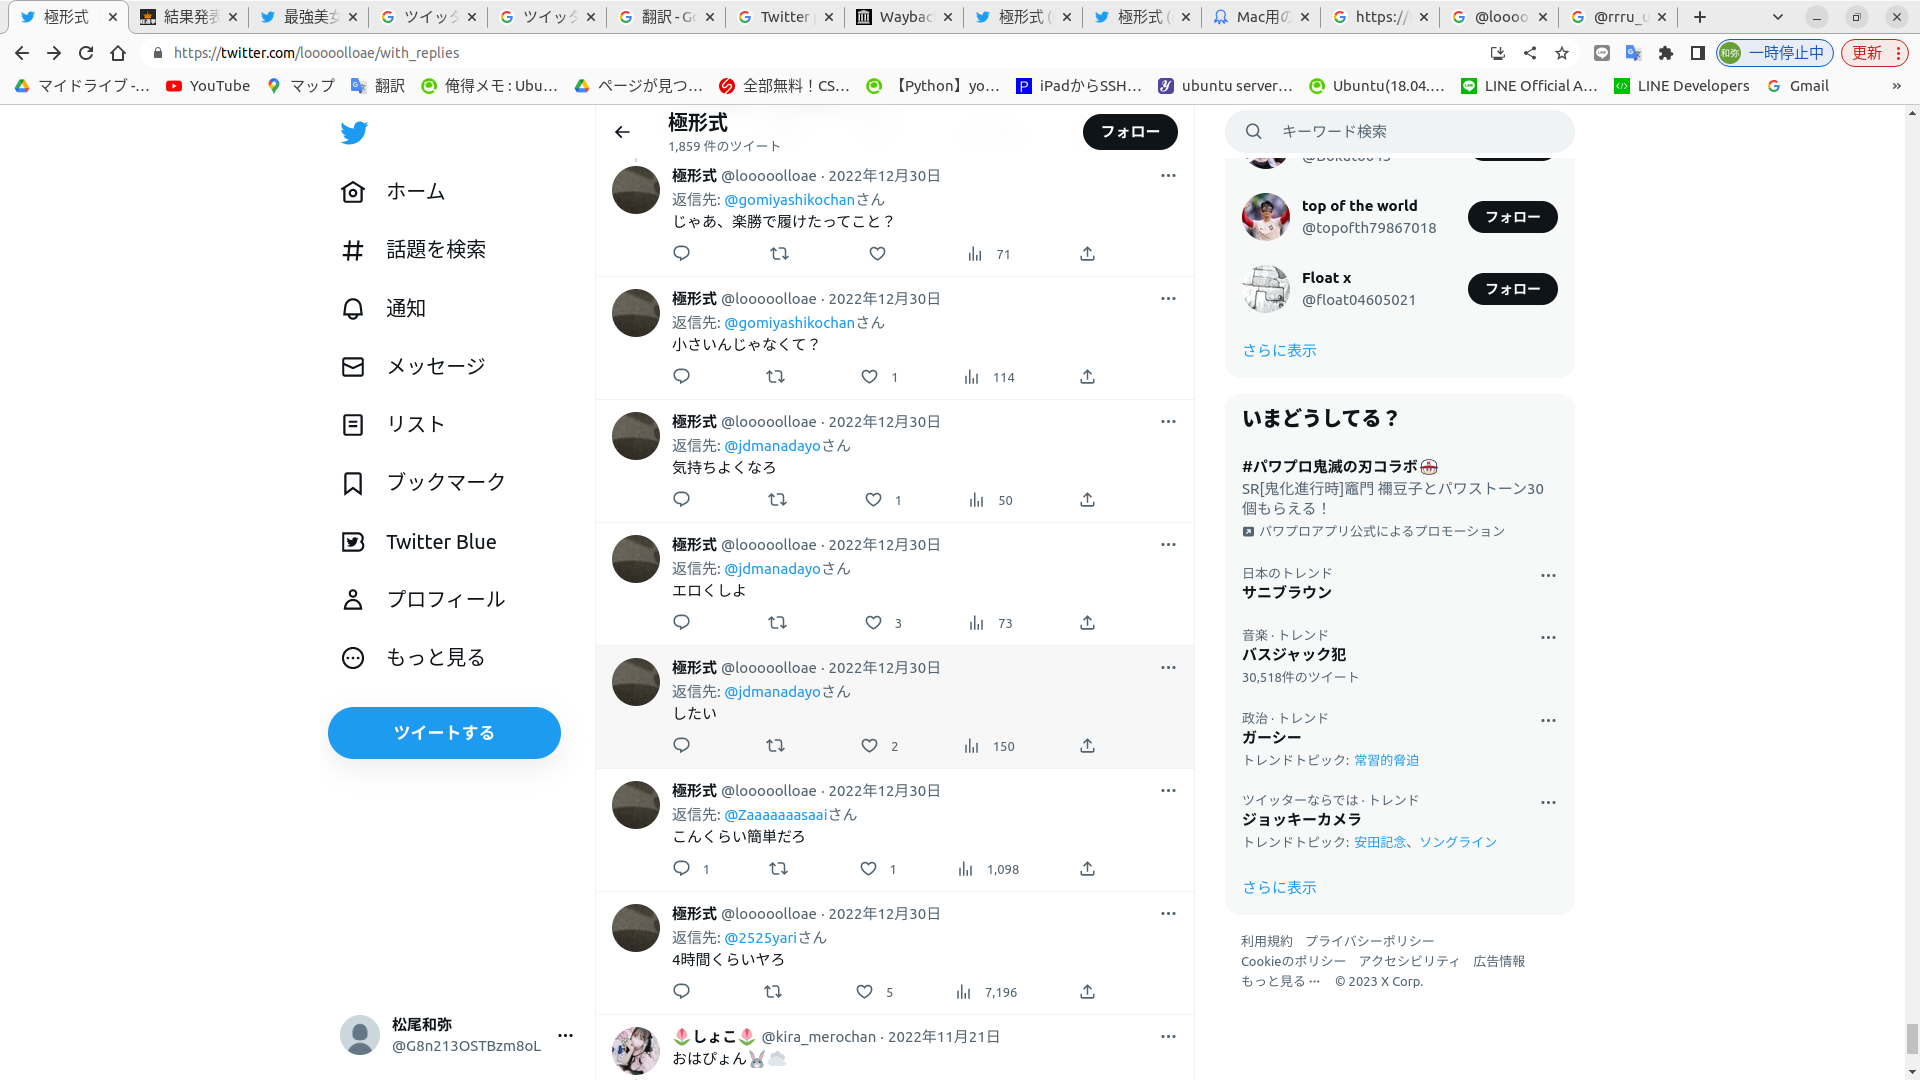 極形式
結果発表
最強美女
ツイッタ
ツイッタ
翻訳 - Go
Twitter p
Wayback
極形式 (
極形式 (
Mac用の
https://
@loooo
@rrru_u
https://twitter.com/looooolloae/with_replies
和弥
一時停止中
更新
マイドライブ -...
YouTube
マップ
翻訳
俺得メモ : Ubu...
ページが見つ...
全部無料！CS...
【Python】yo...
iPadからSSH...
ubuntu server...
Ubuntu(18.04....
LINE Official A...
LINE Developers
Gmail
»
ホーム
話題を検索
通知
メッセージ
リスト
ブックマーク
Twitter Blue
プロフィール
もっと見る
ツイートする
松尾和弥
@G8n213OSTBzm8oL
極形式
1,859 件のツイート
フォロー
極形式 @looooolloae · 2022年12月30日
返信先: @gomiyashikochanさん
じゃあ、楽勝で履けたってこと？
71
極形式 @looooolloae · 2022年12月30日
返信先: @gomiyashikochanさん
小さいんじゃなくて？
1 114
極形式 @looooolloae · 2022年12月30日
返信先: @jdmanadayoさん
気持ちよくなろ
1 50
極形式 @looooolloae · 2022年12月30日
返信先: @jdmanadayoさん
エロくしよ
3 73
極形式 @looooolloae · 2022年12月30日
返信先: @jdmanadayoさん
したい
2 150
極形式 @looooolloae · 2022年12月30日
返信先: @Zaaaaaaasaaiさん
こんくらい簡単だろ
1 1 1,098
極形式 @looooolloae · 2022年12月30日
返信先: @2525yariさん
4時間くらいヤろ
5 7,196
🌷しょこ🌷 @kira_merochan · 2022年11月21日
おはぴょん🐰☁️
キーワード検索
top of the world
@topofth79867018
フォロー
Float x
@float04605021
フォロー
さらに表示
いまどうしてる？
#パワプロ鬼滅の刃コラボ
SR[鬼化進行時]竈門 禰豆子とパワストーン30
個もらえる！
パワプロアプリ公式によるプロモーション
日本のトレンド
サニブラウン
音楽 · トレンド
バスジャック犯
30,518件のツイート
政治 · トレンド
ガーシー
トレンドトピック: 常習的脅迫
ツイッターならでは · トレンド
ジョッキーカメラ
トレンドトピック: 安田記念、ソングライン
さらに表示
利用規約 プライバシーポリシー
Cookieのポリシー アクセシビリティ 広告情報
もっと見る ··· © 2023 X Corp.